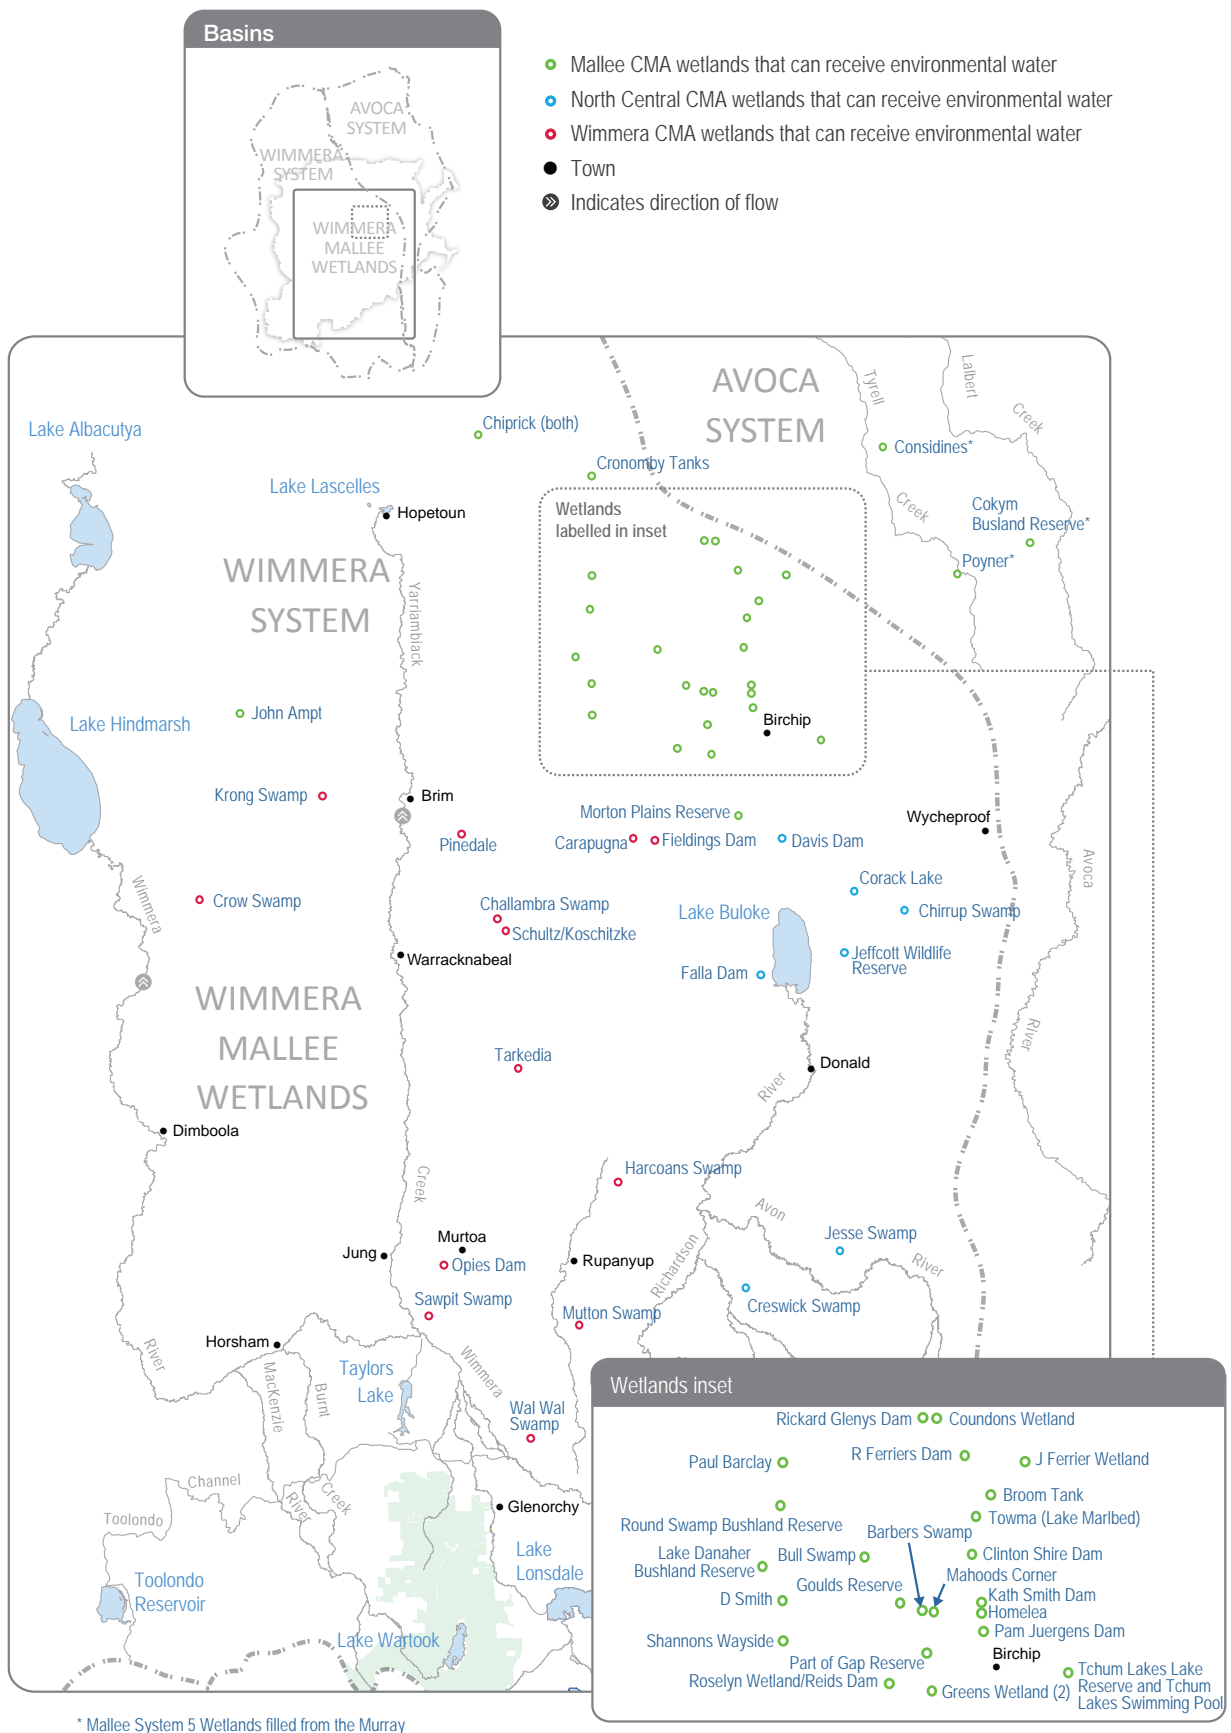 Basins
AVOCA
SYSTEM
WIMMERA
SYSTEM
WIMMERA
MALLEE
WETLANDS
Mallee CMA wetlands that can receive environmental water
North Central CMA wetlands that can receive environmental water
Wimmera CMA wetlands that can receive environmental water
Town
Indicates direction of flow
AVOCA
SYSTEM
Tyrell
Creek
Lalbert
Creek
Lake Albacutya
Chiprick (both)
Considines*
Cronomby Tanks
Lake Lascelles
Hopetoun
Wetlands
labelled in inset
Cokym
Busland Reserve*
Poyner*
WIMMERA
SYSTEM
Yarriambiack
Creek
John Ampt
Lake Hindmarsh
Birchip
Krong Swamp
Brim
Morton Plains Reserve
Wycheproof
Pinedale
Carapugna
Fieldings Dam
Davis Dam
Avoca
River
Corack Lake
Wimmera
River
Crow Swamp
Challambra Swamp
Lake Buloke
Chirrup Swamp
Schultz/Koschitzke
Warracknabeal
Jeffcott Wildlife
Reserve
Falla Dam
WIMMERA
MALLEE
WETLANDS
Tarkedia
Donald
River
Dimboola
Harcoans Swamp
Avon
River
Jesse Swamp
Murtoa
Jung
Opies Dam
Rupanyup
Richardson
Sawpit Swamp
Mutton Swamp
Creswick Swamp
Horsham
MacKenzie
River
Burnt
Creek
Taylors
Lake
Wimmera
Wal Wal
Swamp
Channel
Toolondo
Glenorchy
Toolondo
Reservoir
Lake
Lonsdale
Lake Wartook
Wetlands inset
Rickard Glenys Dam
Coundons Wetland
Paul Barclay
R Ferriers Dam
J Ferrier Wetland
Broom Tank
Round Swamp Bushland Reserve
Towma (Lake Marlbed)
Barbers Swamp
Lake Danaher
Bushland Reserve
Bull Swamp
Clinton Shire Dam
Mahoods Corner
Goulds Reserve
D Smith
Kath Smith Dam
Homelea
Pam Juergens Dam
Shannons Wayside
Part of Gap Reserve
Birchip
Roselyn Wetland/Reids Dam
Greens Wetland (2)
Tchum Lakes Lake
Reserve and Tchum
Lakes Swimming Pool
* Mallee System 5 Wetlands filled from the Murray